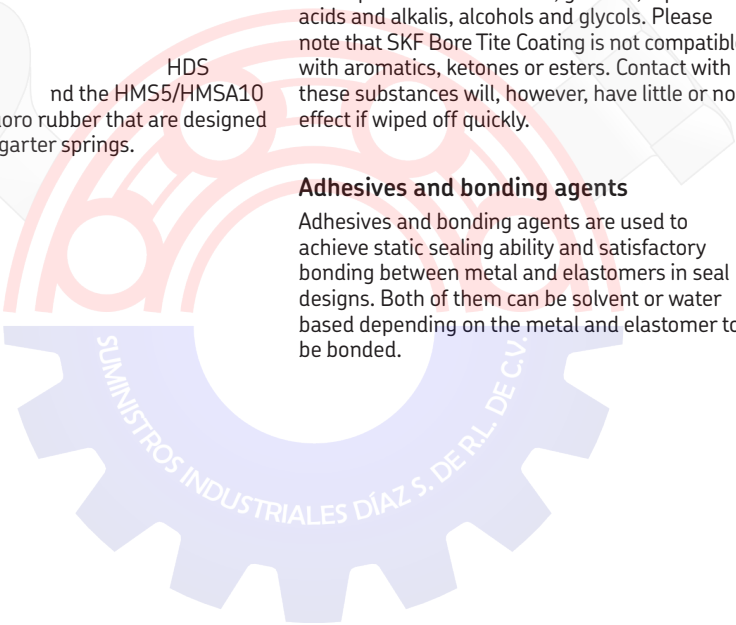 HDS
nd the HMS5/HMSA10
oro rubber that are designed
garter springs.
acids and alkalis, alcohols and glycols. Please
note that SKF Bore Tite Coating is not compatible
with aromatics, ketones or esters. Contact with
these substances will, however, have little or no
effect if wiped off quickly.
Adhesives and bonding agents
Adhesives and bonding agents are used to
achieve static sealing ability and satisfactory
bonding between metal and elastomers in seal
designs. Both of them can be solvent or water
based depending on the metal and elastomer to
be bonded.
SUMINISTROS INDUSTRIALES DÍAZ S. DE R.L. DE C.V.